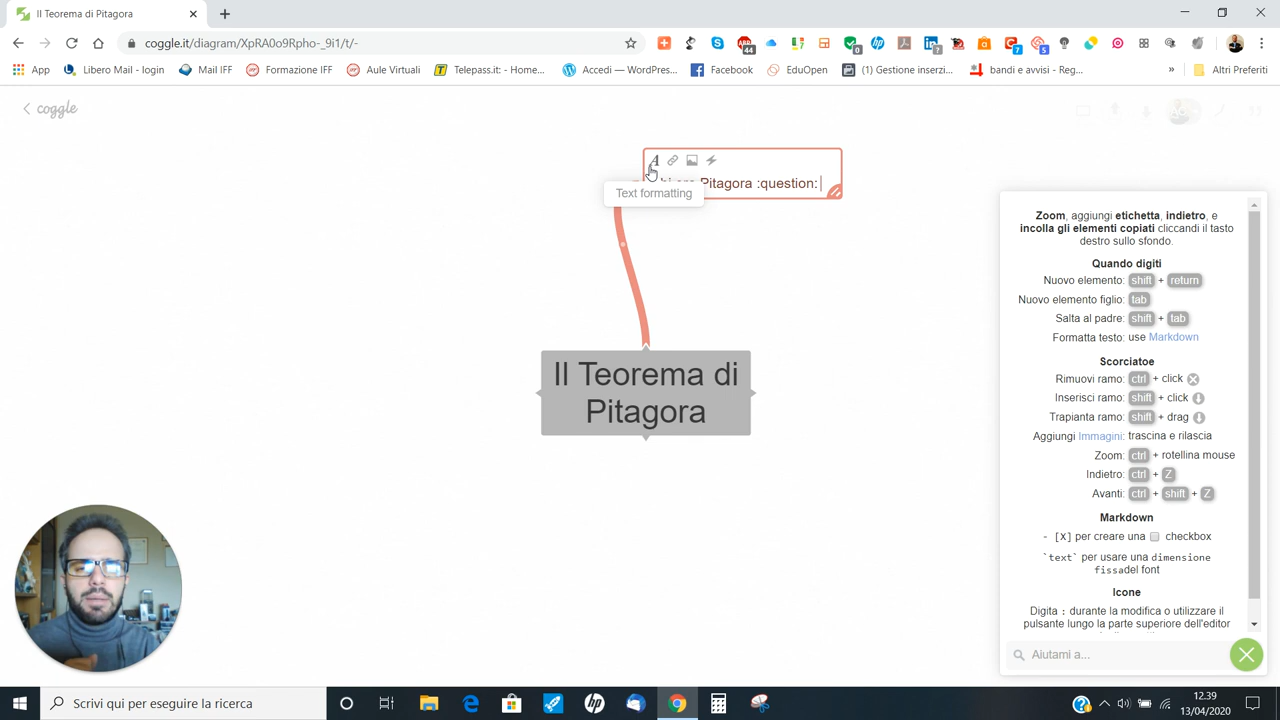 Il Teorema di Pitagora
coggle.it/diagram/XpRA0o9Rpho-_9i1/t/-
44
?
0
7
5
App
Libero Mail - login
Mail IFF
Formazione IFF
Aule Virtuali
Telepass.it: - Home...
Accedi — WordPres...
Facebook
EduOpen
(1) Gestione inserzi...
bandi e avvisi - Reg...
»
Altri Preferiti
coggle
Pitagora :question:
Text formatting
Il Teorema di
Pitagora
Zoom, aggiungi etichetta, indietro, e
incolla gli elementi copiati cliccando il tasto
destro sullo sfondo.
Quando digiti
Nuovo elemento: shift + return
Nuovo elemento figlio: tab
Salta al padre: shift + tab
Formatta testo: use Markdown
Scorciatoe
Rimuovi ramo: ctrl + click
Inserisci ramo: shift + click
Trapianta ramo: shift + drag
Aggiungi Immagini: trascina e rilascia
Zoom: ctrl + rotellina mouse
Indietro: ctrl + Z
Avanti: ctrl + shift + Z
Markdown
- [X] per creare una checkbox
`text` per usare una dimensione
fissadel font
Icone
Digita : durante la modifica o utilizzare il
pulsante lungo la parte superiore dell'editor
Aiutami a...
Scrivi qui per eseguire la ricerca
12.39
13/04/2020